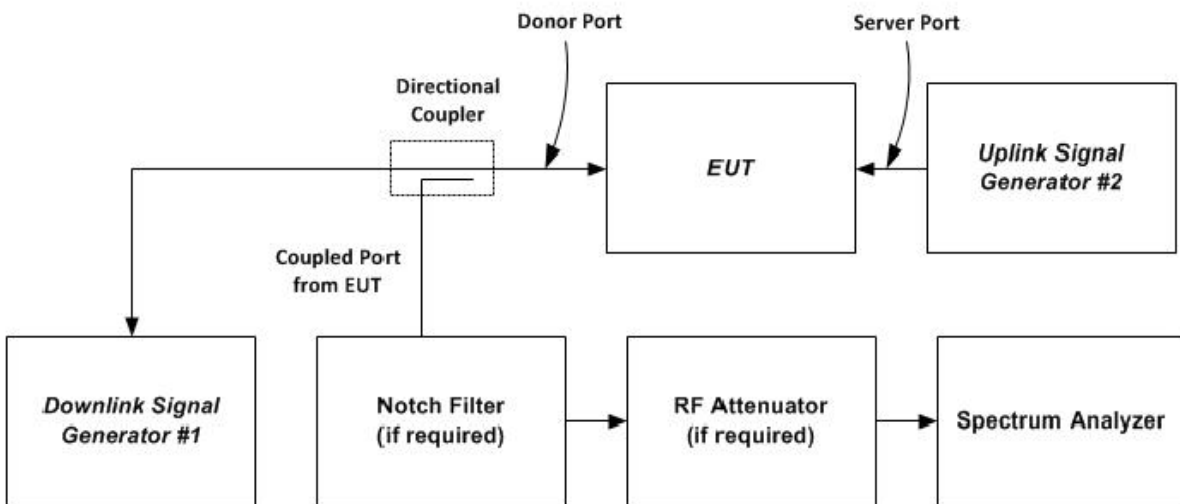 Donor Port
Server Port
Directional
Coupler
EUT
Uplink Signal
Generator #2
Coupled Port
from EUT
Downlink Signal
Generator #1
Notch Filter
(if required)
RF Attenuator
(if required)
Spectrum Analyzer